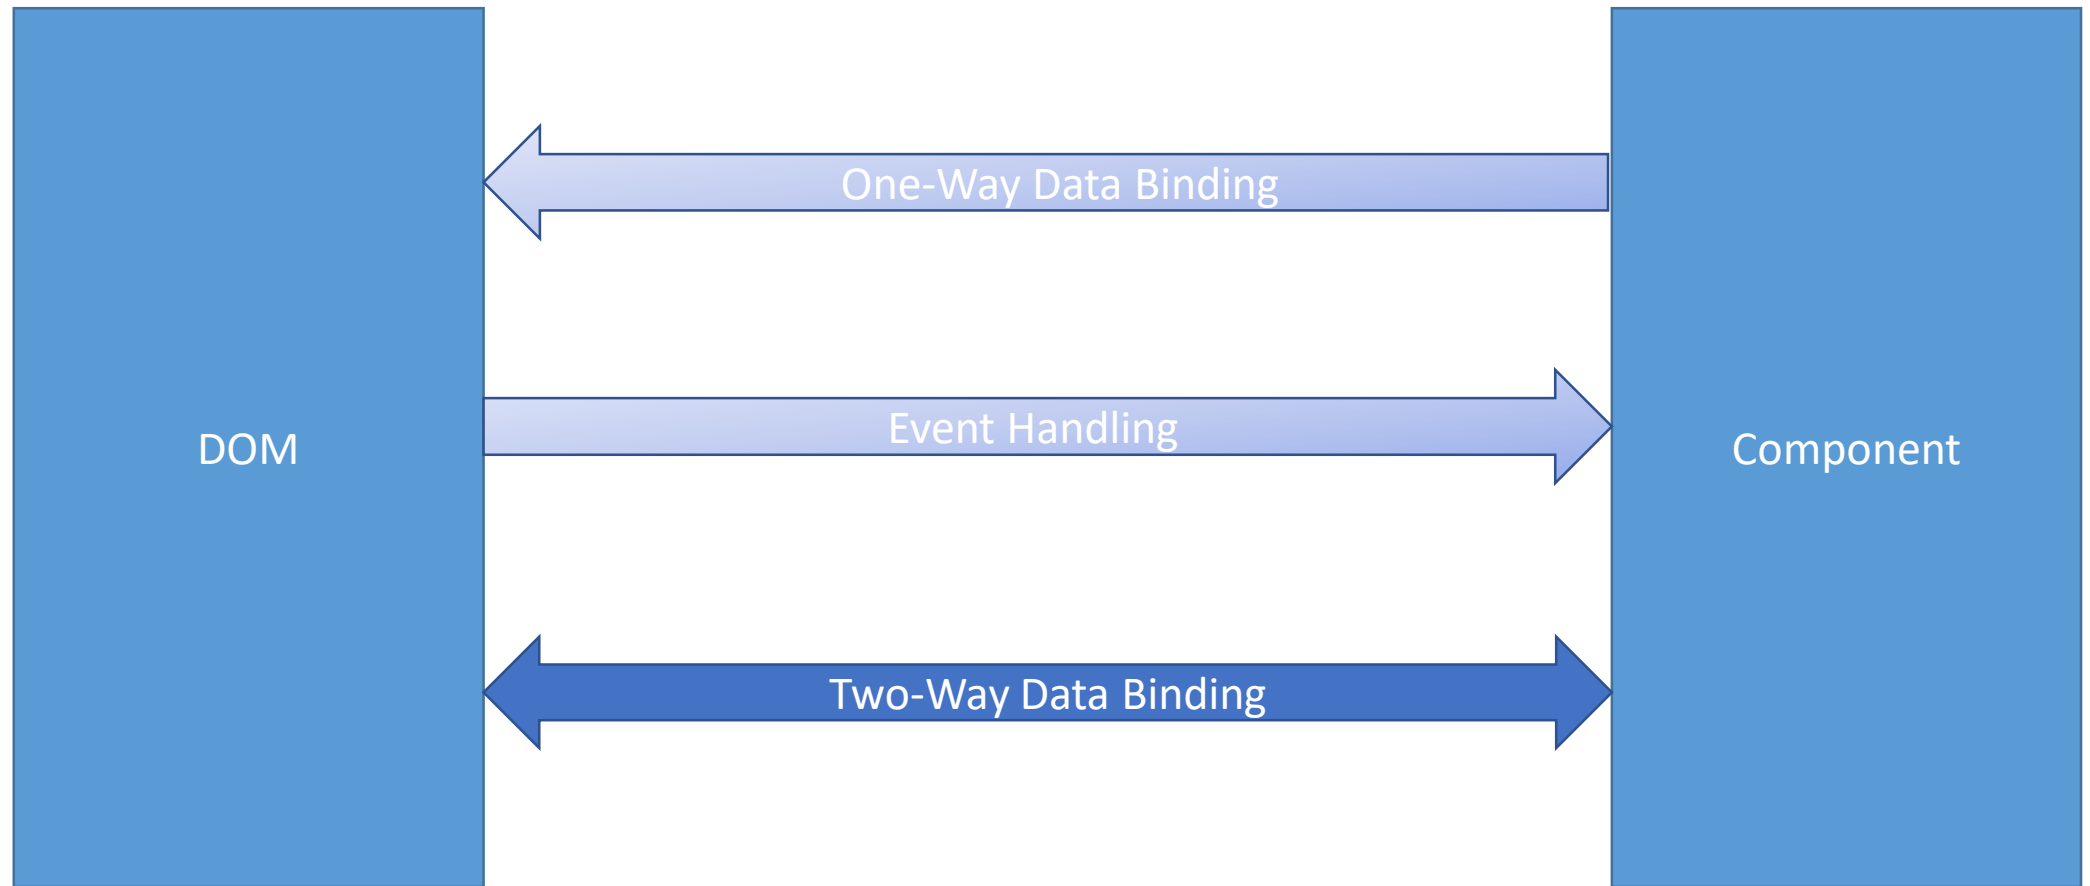 One-Way Data Binding
Event Handling
DOM
Component
Two-Way Data Binding